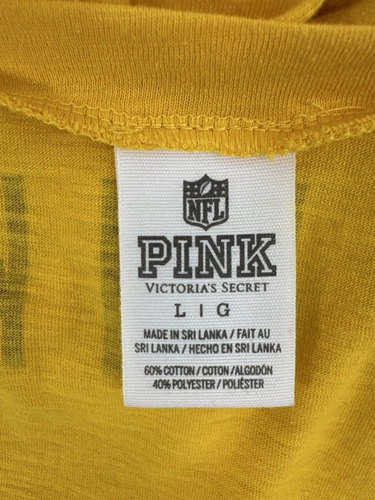 NFL
PINK
VICTORIA'S SECRET
L | G
MADE IN SRI LANKA / FAIT AU
SRI LANKA / HECHO EN SRI LANKA
60% COTTON / COTON /ALGODÓN
40% POLYESTER / POLIÉSTER